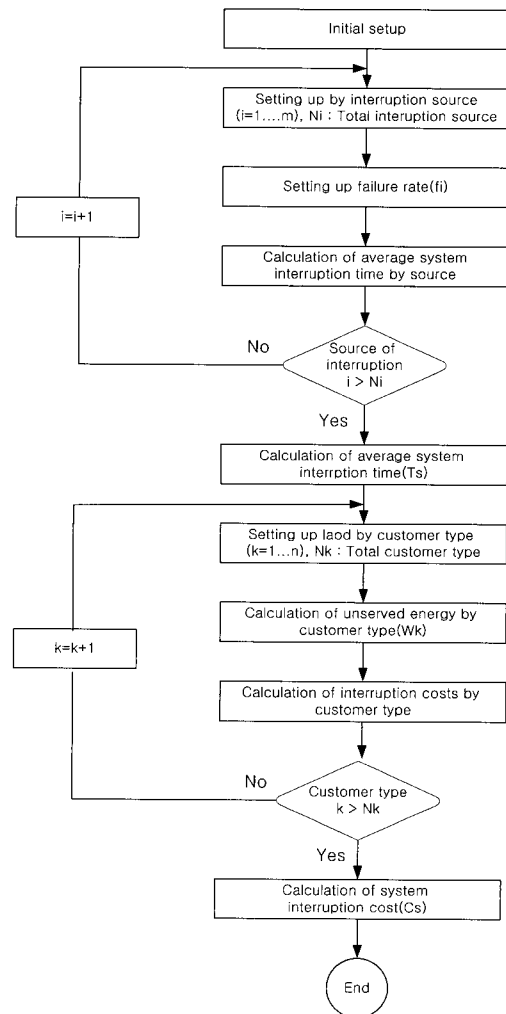 Initial setup
Setting up by interruption source
(i=1....m), Ni : Total interruption source
Setting up failure rate(fi)
i=i+1
Calculation of average system
interruption time by source
No
Source of
interruption
i > Ni
Yes
Calculation of average system
interrption time(Ts)
Setting up laod by customer type
(k=1...n), Nk : Total customer type
Calculation of unserved energy by
customer type(Wk)
k=k+1
Calculation of interruption costs by
customer type
No
Customer type
k > Nk
Yes
Calculation of system
interruption cost(Cs)
End